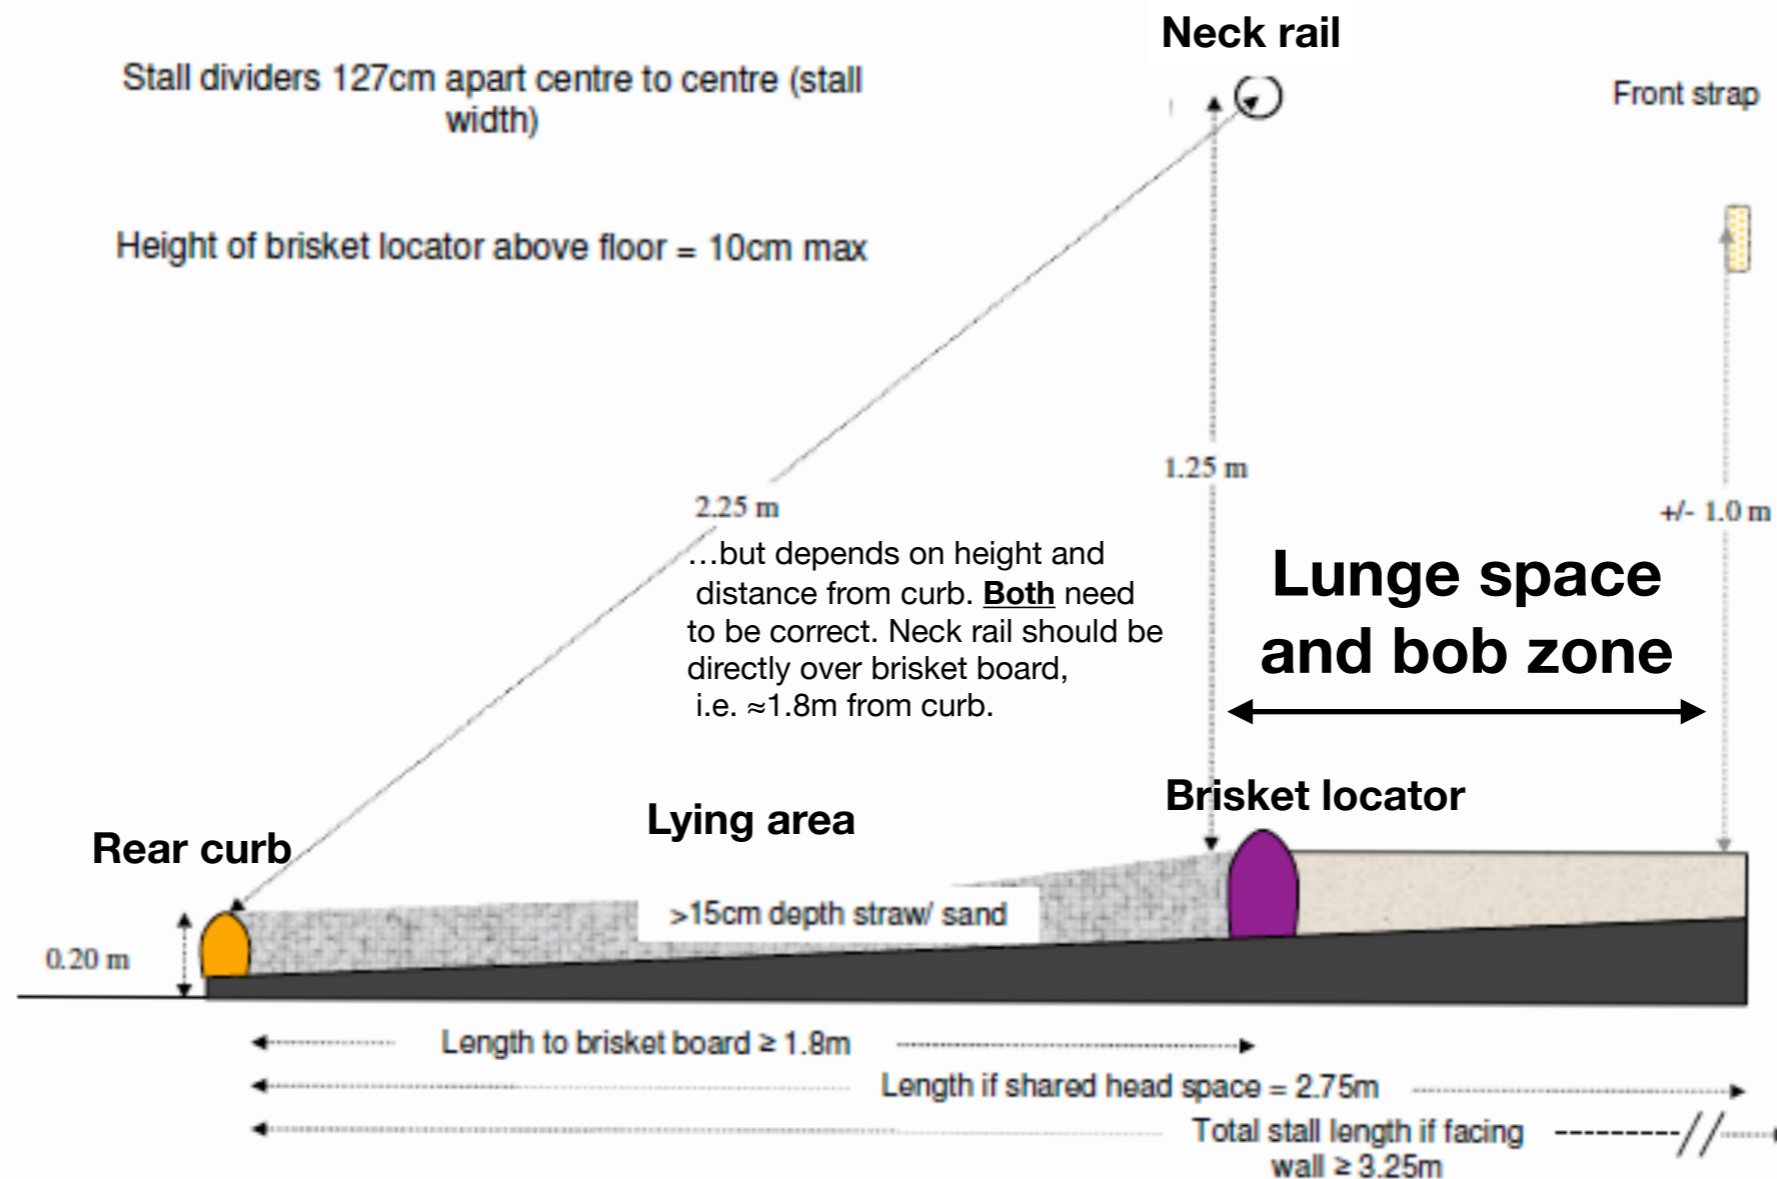 Neck rail
Stall dividers 127cm apart centre to centre (stall
width)
Front strap
Height of brisket locator above floor = 10cm max
1.25 m
2.25 m
+/- 1.0 m
…but depends on height and
distance from curb. Both need
to be correct. Neck rail should be
directly over brisket board,
i.e. ≈1.8m from curb.
Lunge space
and bob zone
Brisket locator
Lying area
Rear curb
>15cm depth straw/ sand
0.20 m
Length to brisket board ≥ 1.8m
Length if shared head space = 2.75m
Total stall length if facing
wall ≥ 3.25m